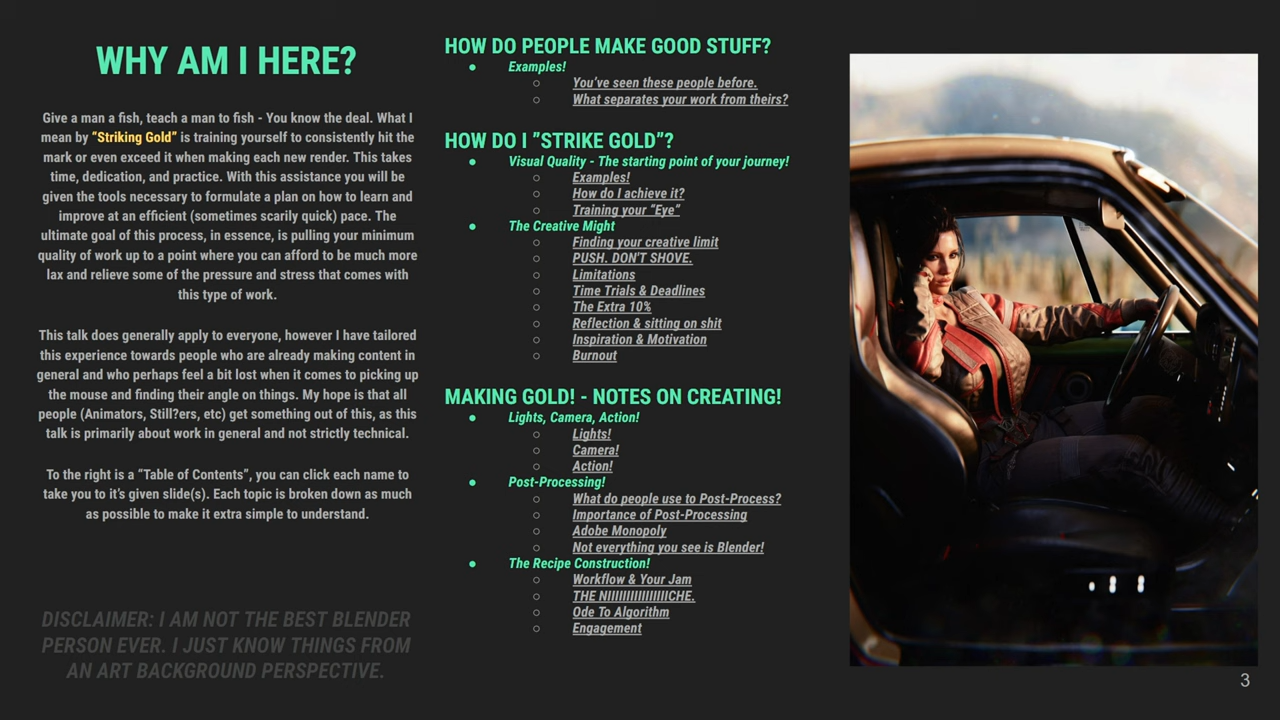 WHY AM I HERE?
Give a man a fish, teach a man to fish - You know the deal. What I
mean by “Striking Gold” is training yourself to consistently hit the
mark or even exceed it when making each new render. This takes
time, dedication, and practice. With this assistance you will be
given the tools necessary to formulate a plan on how to learn and
improve at an efficient (sometimes scarily quick) pace. The
ultimate goal of this process, in essence, is pulling your minimum
quality of work up to a point where you can afford to be much more
lax and relieve some of the pressure and stress that comes with
this type of work.
This talk does generally apply to everyone, however I have tailored
this experience towards people who are already making content in
general and who perhaps feel a bit lost when it comes to picking up
the mouse and finding their angle on things. My hope is that all
people (Animators, Still?ers, etc) get something out of this, as this
talk is primarily about work in general and not strictly technical.
To the right is a “Table of Contents”, you can click each name to
take you to it’s given slide(s). Each topic is broken down as much
as possible to make it extra simple to understand.
DISCLAIMER: I AM NOT THE BEST BLENDER
PERSON EVER. I JUST KNOW THINGS FROM
AN ART BACKGROUND PERSPECTIVE.
HOW DO PEOPLE MAKE GOOD STUFF?
● Examples!
○ You’ve seen these people before.
○ What separates your work from theirs?
HOW DO I ”STRIKE GOLD”?
● Visual Quality - The starting point of your journey!
○ Examples!
○ How do I achieve it?
○ Training your “Eye”
● The Creative Might
○ Finding your creative limit
○ PUSH. DON'T SHOVE.
○ Limitations
○ Time Trials & Deadlines
○ The Extra 10%
○ Reflection & sitting on shit
○ Inspiration & Motivation
○ Burnout
MAKING GOLD! - NOTES ON CREATING!
● Lights, Camera, Action!
○ Lights!
○ Camera!
○ Action!
● Post-Processing!
○ What do people use to Post-Process?
○ Importance of Post-Processing
○ Adobe Monopoly
○ Not everything you see is Blender!
● The Recipe Construction!
○ Workflow & Your Jam
○ THE NIIIIIIIIIIIIIIIICHE.
○ Ode To Algorithm
○ Engagement
3